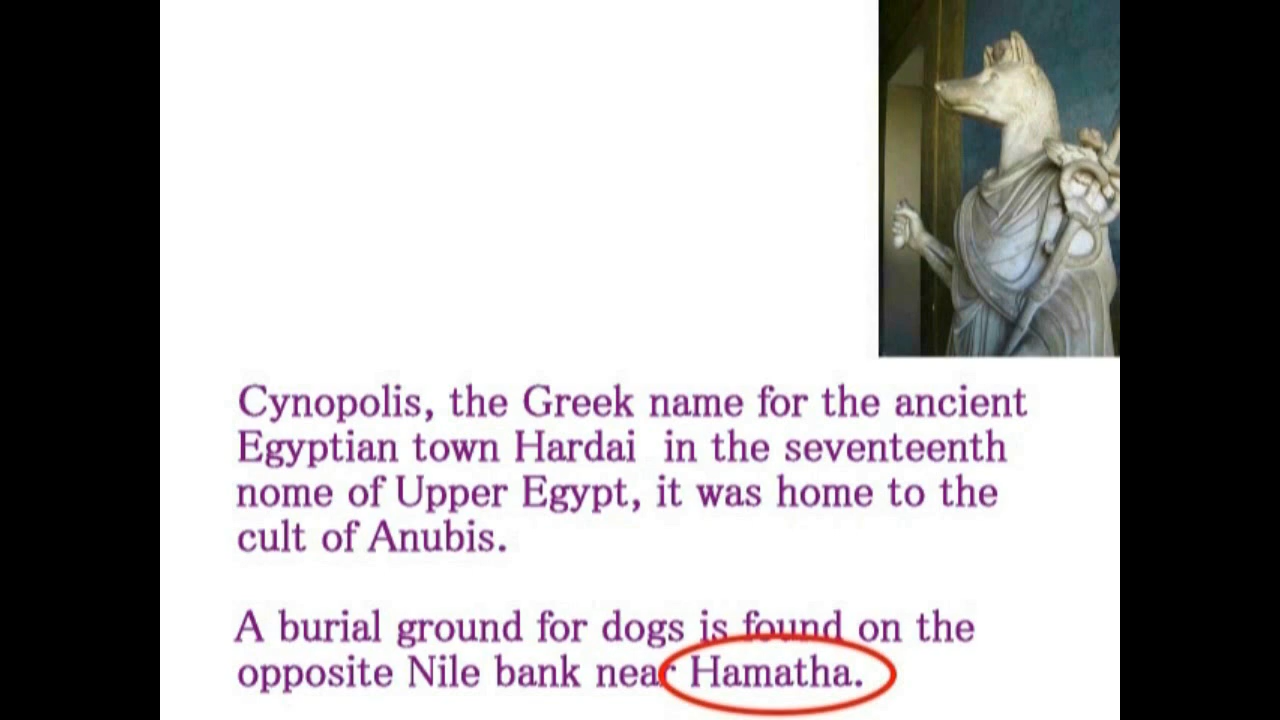 Cynopolis, the Greek name for the ancient
Egyptian town Hardai in the seventeenth
nome of Upper Egypt, it was home to the
cult of Anubis.
A burial ground for dogs is found on the
opposite Nile bank near Hamatha.